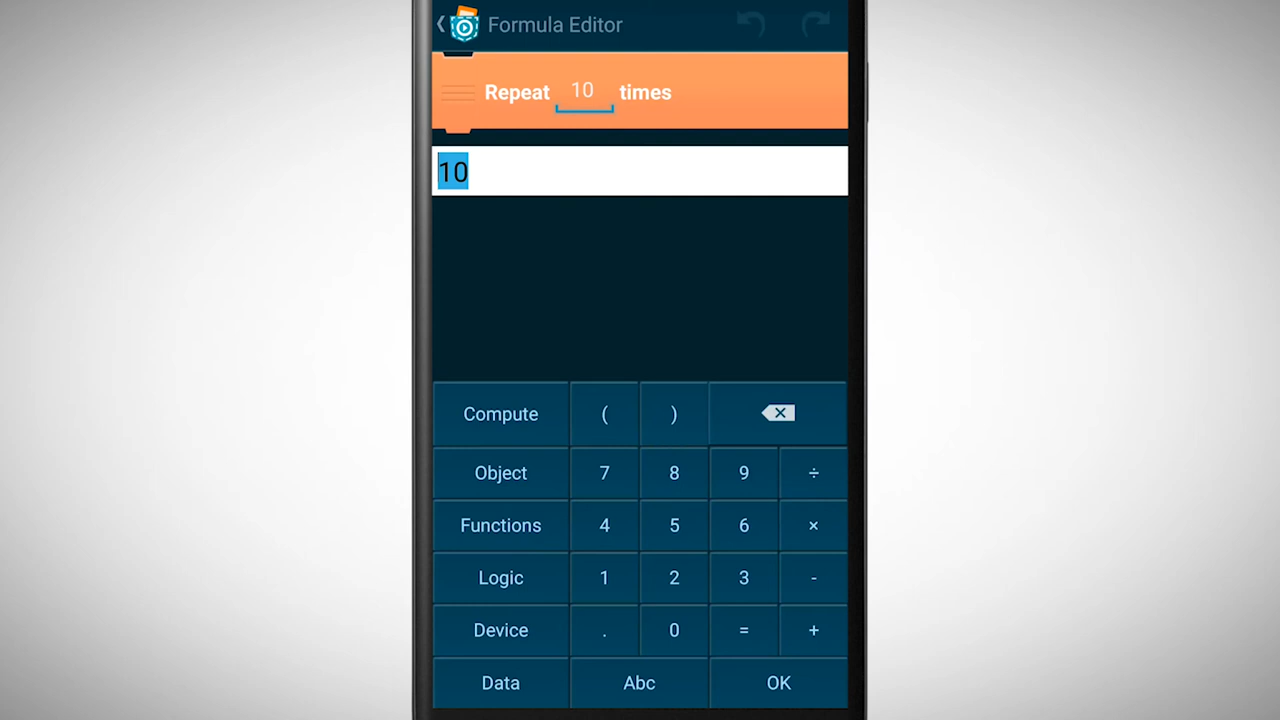 Formula Editor
Repeat 10 times
10
Compute ( )
Object 7 8 9 ÷
Functions 4 5 6 ×
Logic 1 2 3 -
Device . 0 = +
Data Abc OK